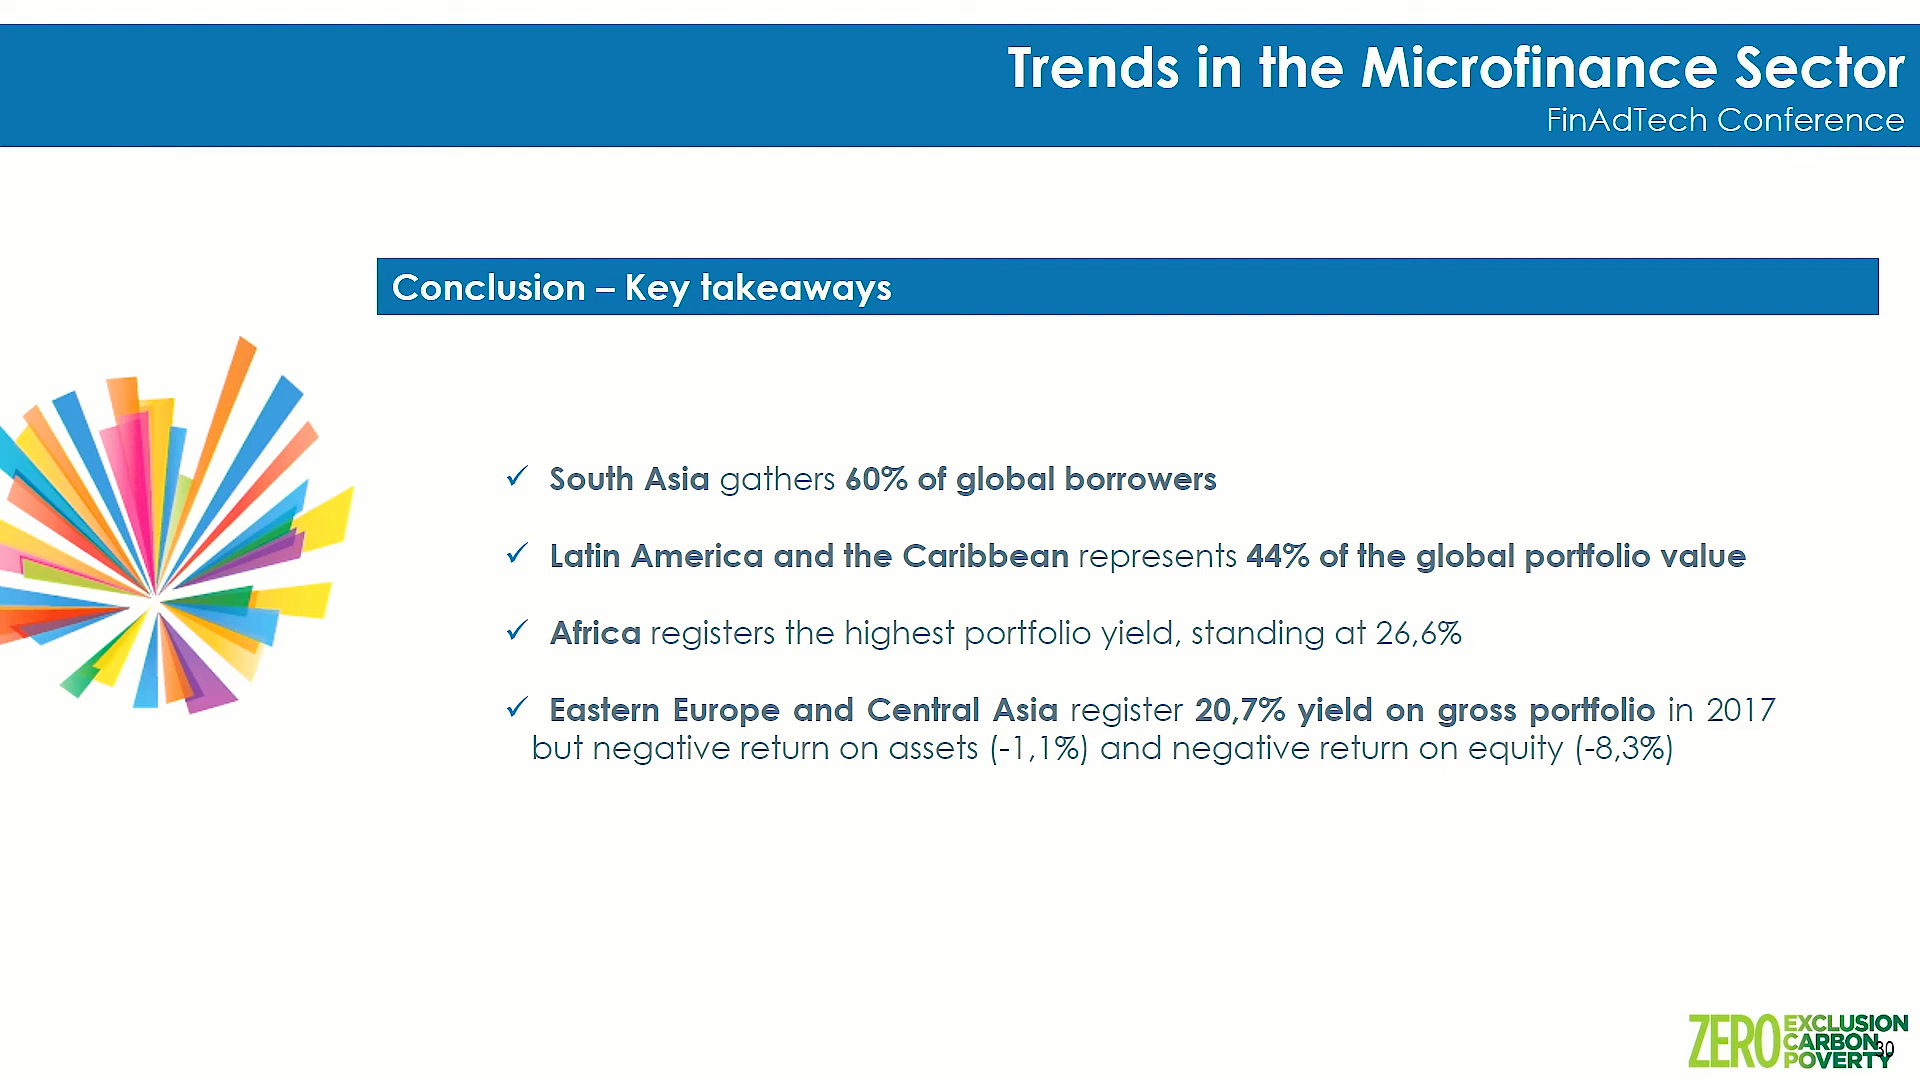 Trends in the Microfinance Sector
FinAdTech Conference
Conclusion – Key takeaways
✓ South Asia gathers 60% of global borrowers
✓ Latin America and the Caribbean represents 44% of the global portfolio value
✓ Africa registers the highest portfolio yield, standing at 26,6%
✓ Eastern Europe and Central Asia register 20,7% yield on gross portfolio in 2017
but negative return on assets (-1,1%) and negative return on equity (-8,3%)
ZERO EXCLUSION
CARBON
POVERTY
30